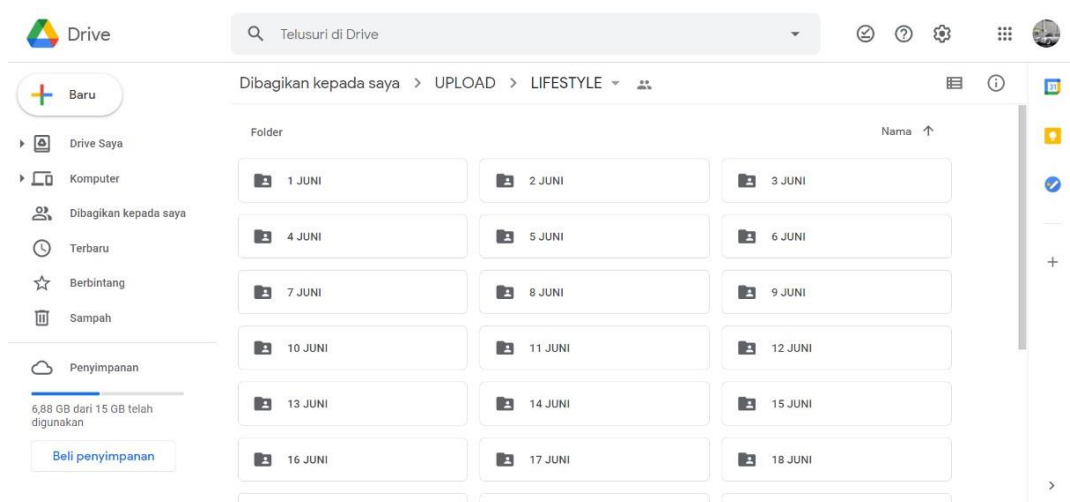 Drive
Telusuri di Drive
Baru
Dibagikan kepada saya > UPLOAD > LIFESTYLE
Drive Saya
Komputer
Dibagikan kepada saya
Terbaru
Berbintang
Sampah
Penyimpanan
6,88 GB dari 15 GB telah
digunakan
Beli penyimpanan
Folder
Nama
1 JUNI
2 JUNI
3 JUNI
4 JUNI
5 JUNI
6 JUNI
7 JUNI
8 JUNI
9 JUNI
10 JUNI
11 JUNI
12 JUNI
13 JUNI
14 JUNI
15 JUNI
16 JUNI
17 JUNI
18 JUNI
31